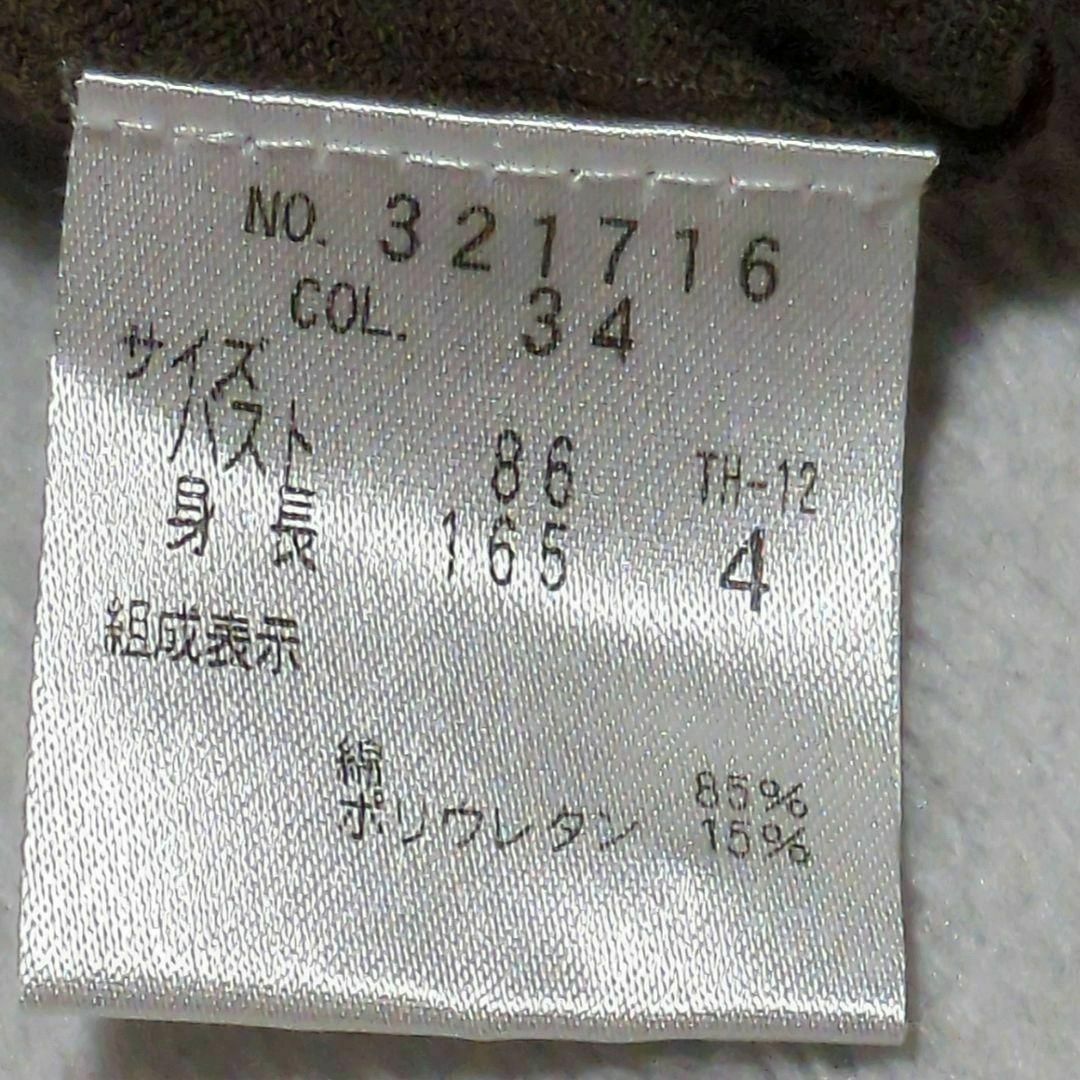 NO. 321716
COL. 34
サイズ
バスト 86 TH-12
身長 165 4
組成表示
綿 85%
ポリウレタン 15%